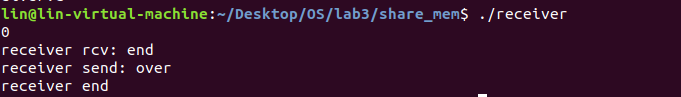 lin@lin-virtual-machine:~/Desktop/OS/lab3/share_mem$ ./receiver
0
receiver rcv: end
receiver send: over
receiver end